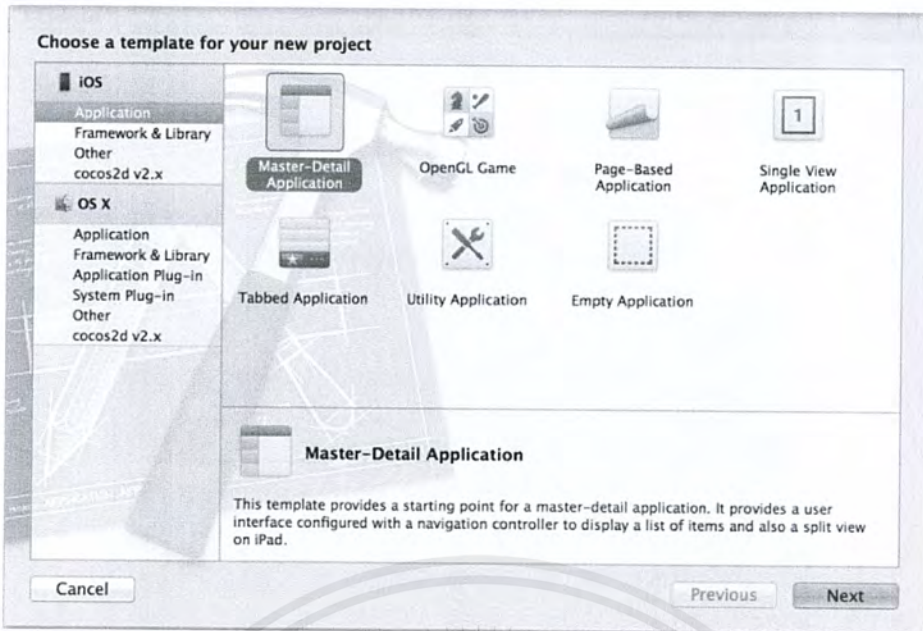 Choose a template for your new project
iOS
Application
Framework & Library
Other
cocos2d v2.x
OS X
Application
Framework & Library
Application Plug-in
System Plug-in
Other
cocos2d v2.x
Master-Detail
Application
OpenGL Game
Page-Based
Application
1
Single View
Application
Tabbed Application
Utility Application
Empty Application
Master-Detail Application
This template provides a starting point for a master-detail application. It provides a user
interface configured with a navigation controller to display a list of items and also a split view
on iPad.
Cancel
Previous
Next